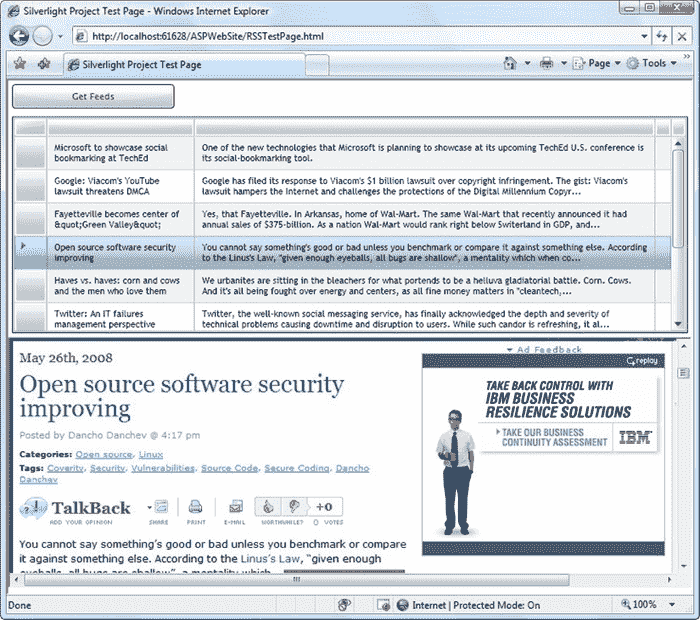 Silverlight Project Test Page - Windows Internet Explorer
http://localhost:61628/ASPWebSite/RSSTestPage.html
Silverlight Project Test Page
Page
Tools
Get Feeds
Microsoft to showcase social
bookmarking at TechEd
One of the new technologies that Microsoft is planning to showcase at its upcoming TechEd U.S. conference is
its social-bookmarking tool.
Google: Viacom's YouTube
lawsuit threatens DMCA
Google has filed its response to Viacom's $1 billion lawsuit over copyright infringement. The gist: Viacom's
lawsuit hampers the Internet and challenges the protections of the Digital Millennium Copyr...
Fayetteville becomes center of
&quot;Green Valley&quot;
Yes, that Fayetteville. In Arkansas, home of Wal-Mart. The same Wal-Mart that recently announced it had
annual sales of $375-billion. As a nation Wal-Mart would rank right below Switerland in GDP, and...
Open source software security
improving
You cannot say something's good or bad unless you benchmark or compare it against something else. According
to the Linus's Law, "given enough eyeballs, all bugs are shallow", a mentality which when co...
Haves vs. haves: corn and cows
and the men who love them
We urbanites are sitting in the bleachers for what portends to be a helluva gladiatorial battle. Corn. Cows.
And it's all being fought over energy and centers, as all fine money matters in "cleantech,...
Twitter: An IT failures
management perspective
Twitter, the well-known social messaging service, has finally acknowledged the depth and severity of
technical problems causing downtime and disruption to users. While such candor is refreshing, it al...
May 26th, 2008
Open source software security
improving
Posted by Dancho Danchev @ 4:17 pm
Categories: Open source, Linux
Tags: Coverity, Security, Vulnerabilities, Source Code, Secure Coding, Dancho
Danchev
TalkBack
ADD YOUR OPINION
SHARE
PRINT
E-MAIL
WORTHWHILE?
+0
0 VOTES
You cannot say something's good or bad unless you benchmark or compare
it against something else. According to the Linus's Law, "given enough
eyeballs, all bugs are shallow", a mentality which
Ad Feedback
replay
TAKE BACK CONTROL WITH
IBM BUSINESS
RESILIENCE SOLUTIONS
TAKE OUR BUSINESS
CONTINUITY ASSESSMENT
IBM
Done
Internet | Protected Mode: On
100%